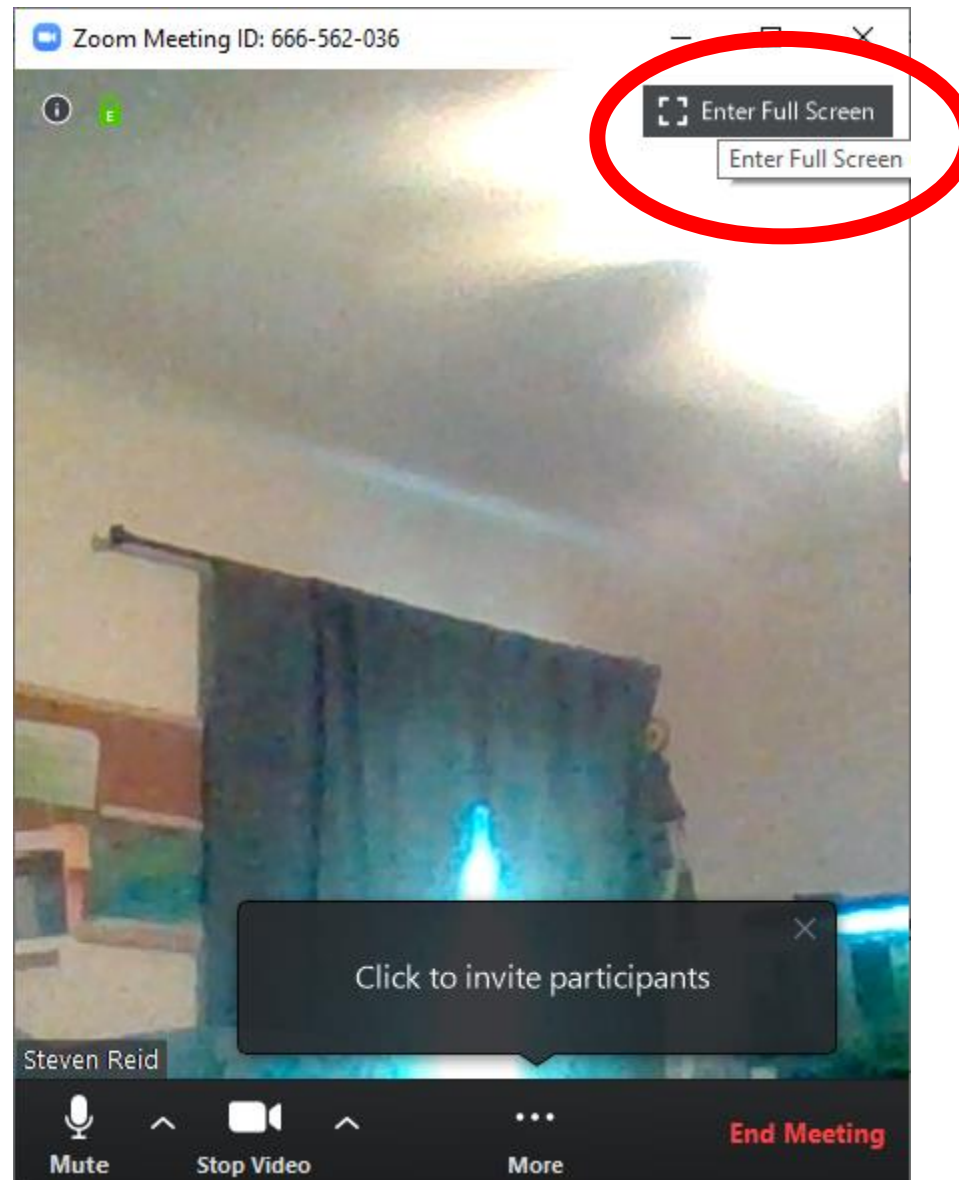 Zoom Meeting ID: 666-562-036
E
Enter Full Screen
Enter Full Screen
Click to invite participants
Steven Reid
Mute
Stop Video
More
End Meeting